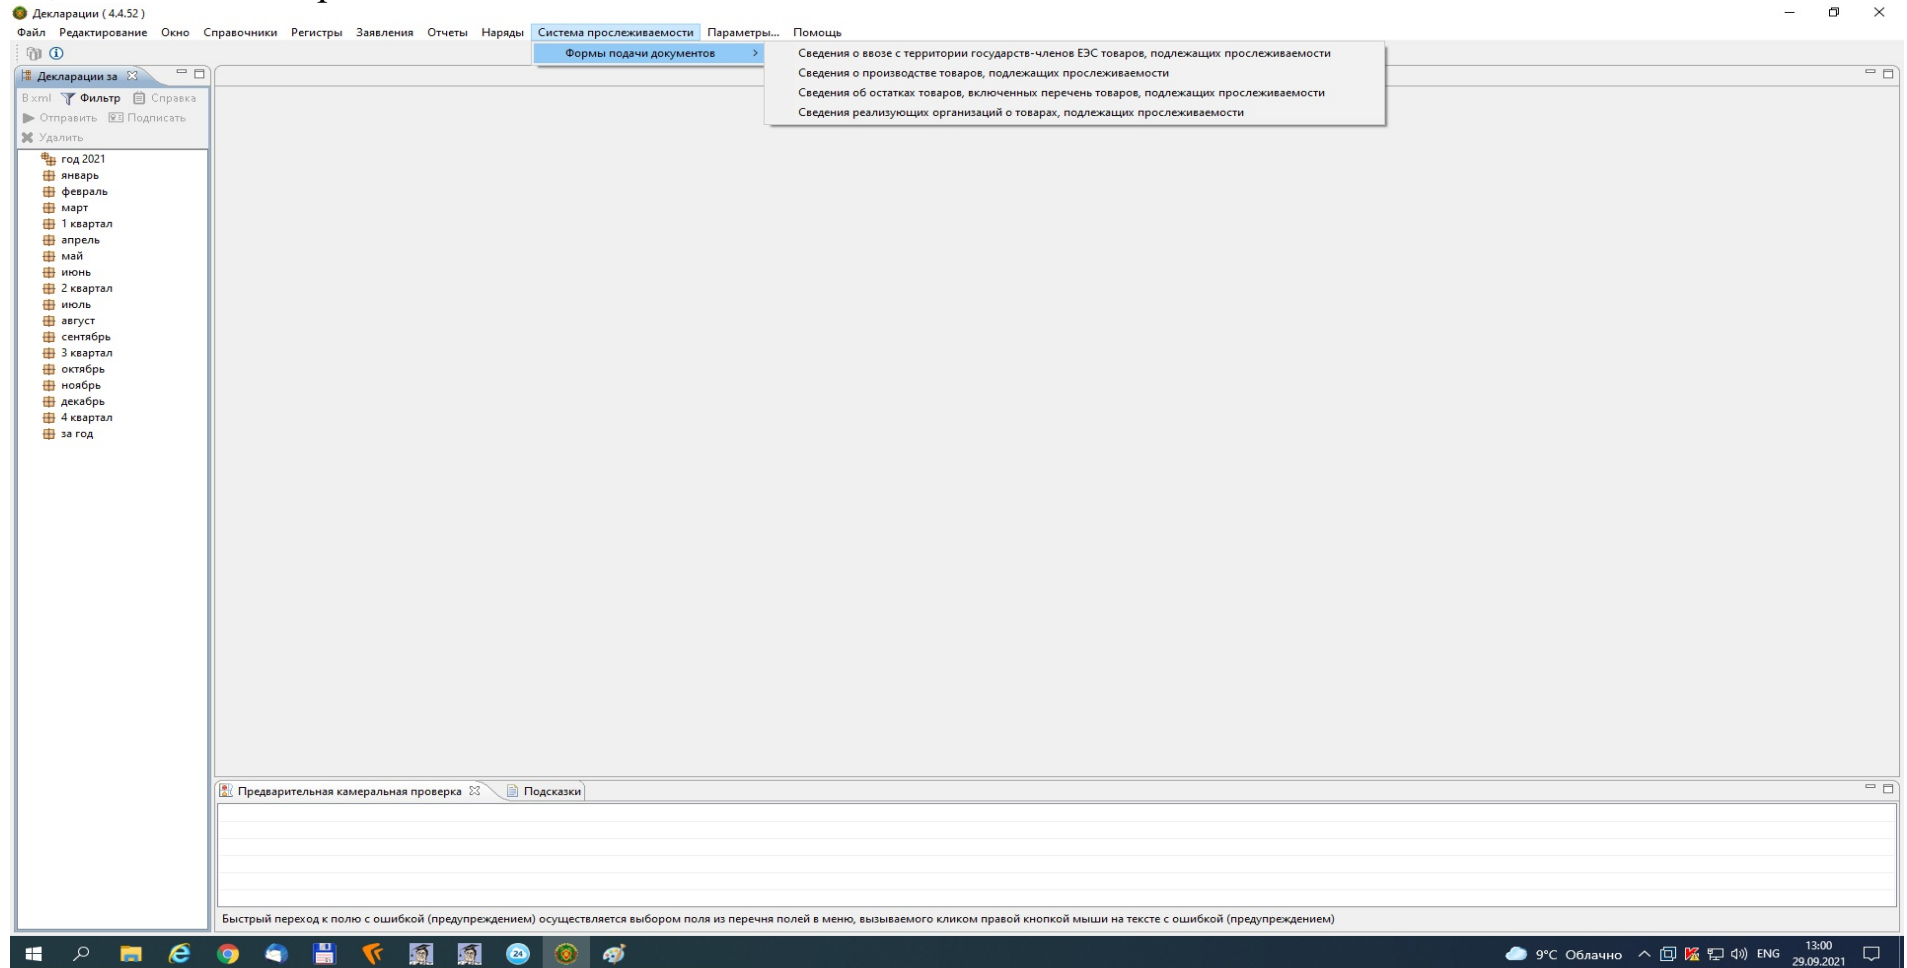 Декларации ( 4.4.52 )
Файл Редактирование Окно Справочники Регистры Заявления Отчеты Наряды Система прослеживаемости Параметры... Помощь
Формы подачи документов >
Сведения о ввозе с территории государств-членов ЕЭС товаров, подлежащих прослеживаемости
Сведения о производстве товаров, подлежащих прослеживаемости
Сведения об остатках товаров, включенных перечень товаров, подлежащих прослеживаемости
Сведения реализующих организаций о товарах, подлежащих прослеживаемости
Декларации за
В xml Фильтр Справка
Отправить Подписать
Удалить
год 2021
январь
февраль
март
1 квартал
апрель
май
июнь
2 квартал
июль
август
сентябрь
3 квартал
октябрь
ноябрь
декабрь
4 квартал
за год
Предварительная камеральная проверка Подсказки
Быстрый переход к полю с ошибкой (предупреждением) осуществляется выбором поля из перечня полей в меню, вызываемого кликом правой кнопкой мыши на тексте с ошибкой (предупреждением)
24
9°C Облачно ENG 13:00
29.09.2021